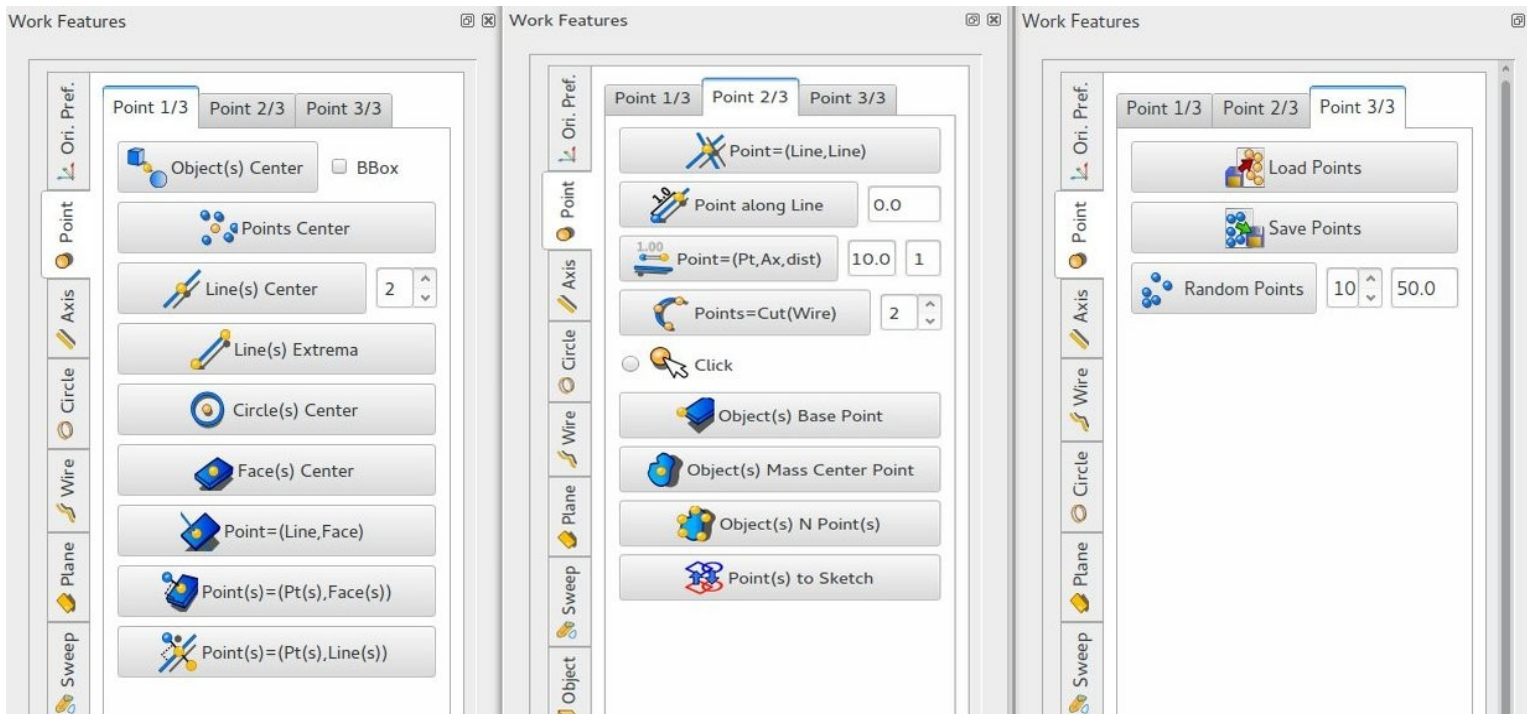 Work Features
Ori. Pref.
Point
Axis
Circle
Wire
Plane
Sweep
Point 1/3 Point 2/3 Point 3/3
Object(s) Center BBox
Points Center
Line(s) Center 2
Line(s) Extrema
Circle(s) Center
Face(s) Center
Point=(Line,Face)
Point(s)=(Pt(s),Face(s))
Point(s)=(Pt(s),Line(s))
Work Features
Ori. Pref.
Point
Axis
Circle
Wire
Plane
Sweep
Object
Point 1/3 Point 2/3 Point 3/3
Point=(Line,Line)
1.0 Point along Line 0.0
1.00 Point=(Pt,Ax,dist) 10.0 1
Points=Cut(Wire) 2
Click
Object(s) Base Point
Object(s) Mass Center Point
Object(s) N Point(s)
Point(s) to Sketch
Work Features
Ori. Pref.
Point
Axis
Wire
Circle
Plane
Sweep
Point 1/3 Point 2/3 Point 3/3
Load Points
Save Points
Random Points 10 50.0